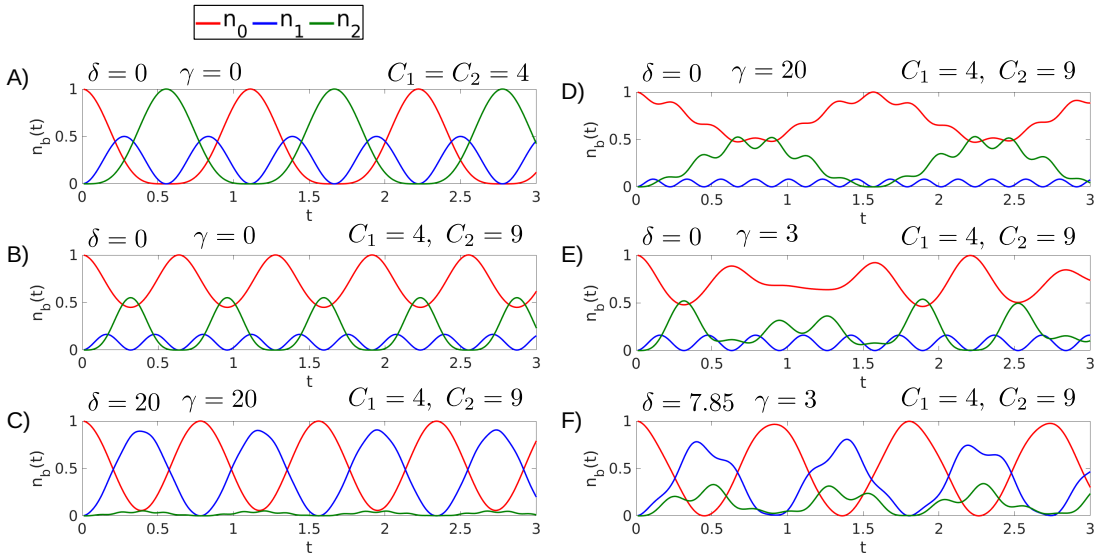 n₀ n₁ n₂
A) δ = 0 γ = 0 C₁ = C₂ = 4
n_b(t)
1
0.5
0
0 0.5 1 1.5 2 2.5 3
t
B) δ = 0 γ = 0 C₁ = 4, C₂ = 9
n_b(t)
1
0.5
0
0 0.5 1 1.5 2 2.5 3
t
C) δ = 20 γ = 20 C₁ = 4, C₂ = 9
n_b(t)
1
0.5
0
0 0.5 1 1.5 2 2.5 3
t
D) δ = 0 γ = 20 C₁ = 4, C₂ = 9
n_b(t)
1
0.5
0
0 0.5 1 1.5 2 2.5 3
t
E) δ = 0 γ = 3 C₁ = 4, C₂ = 9
n_b(t)
1
0.5
0
0 0.5 1 1.5 2 2.5 3
t
F) δ = 7.85 γ = 3 C₁ = 4, C₂ = 9
n_b(t)
1
0.5
0
0 0.5 1 1.5 2 2.5 3
t